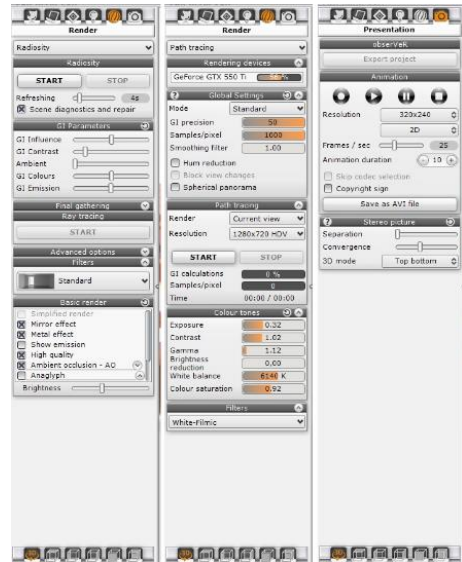 Render
Radiosity
Radiosity
START STOP
Refreshing 4s
Scene diagnostics and repair
GI Parameters
GI Influence
GI Contrast
Ambient
GI Colours
GI Emission
Final gathering
Ray tracing
START
Advanced options
Filters
Standard
Basic render
Simplified render
Mirror effect
Metal effect
Show emission
High quality
Ambient occlusion - AO
Anaglyph
Brightness
Render
Path tracing
Rendering devices
GeForce GTX 550 Ti 56 %
? Global Settings
Mode Standard
GI precision 50
Samples/pixel 1000
Smoothing filter 1.00
Hum reduction
Block view changes
Spherical panorama
Path tracing
Render Current view
Resolution 1280x720 HDV
START STOP
GI calculations 0 %
Samples/pixel 0
Time 00:00 / 00:00
Colour tones
Exposure 0.32
Contrast 1.02
Gamma 1.12
Brightness
reduction 0.00
White balance 6140 K
Colour saturation 0.92
Filters
White-Filmic
Presentation
obserVeR
Export project
Animation
Resolution 320x240
2D
Frames / sec 25
Animation duration - 10 +
Skip codec selection
Copyright sign
Save as AVI file
? Stereo picture
Separation
Convergence
3D mode Top bottom